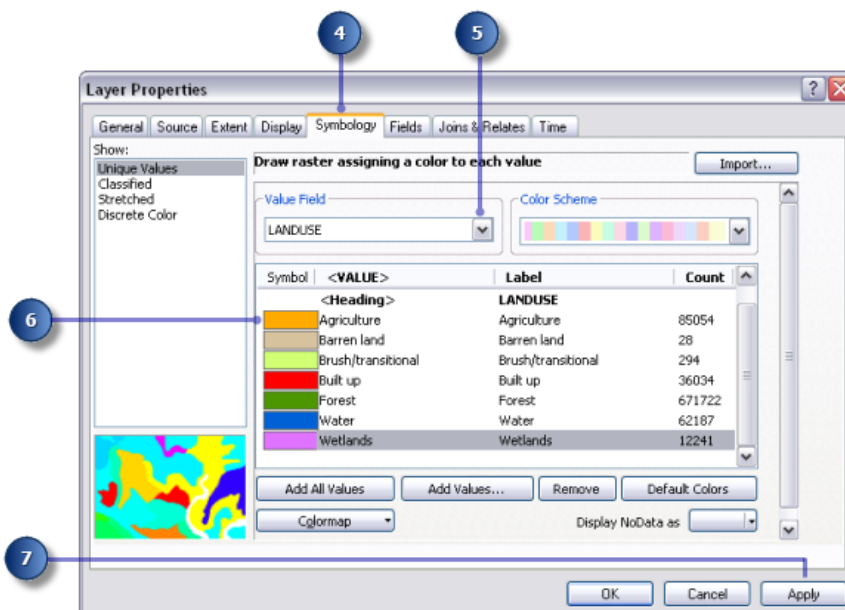 4 5
Layer Properties ?
General Source Extent Display Symbology Fields Joins & Relates Time
Show:
Unique Values
Classified
Stretched
Discrete Color
Draw raster assigning a color to each value Import...
Value Field Color Scheme
LANDUSE
Symbol <VALUE> Label Count
<Heading> LANDUSE
6
Agriculture Agriculture 85054
Barren land Barren land 28
Brush/transitional Brush/transitional 294
Built up Built up 36034
Forest Forest 671722
Water Water 62187
Wetlands Wetlands 12241
Add All Values Add Values... Remove Default Colors
Colormap Display NoData as
7
OK Cancel Apply